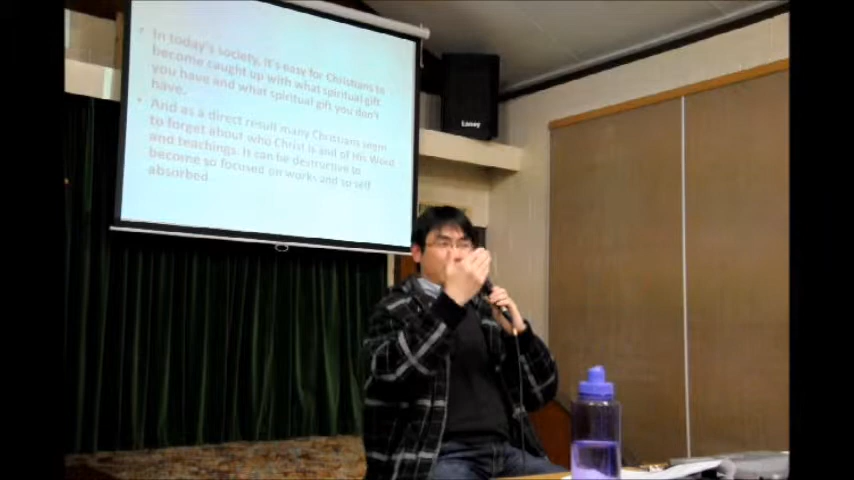 • In today's society, it's easy for Christians to
become caught up with what spiritual gift
you have and what spiritual gift you don't
have.
• And as a direct result many Christians seem
to forget about who Christ is and of His Word
and teachings. It can be destructive to
become so focused on works and so self
absorbed.
Laney